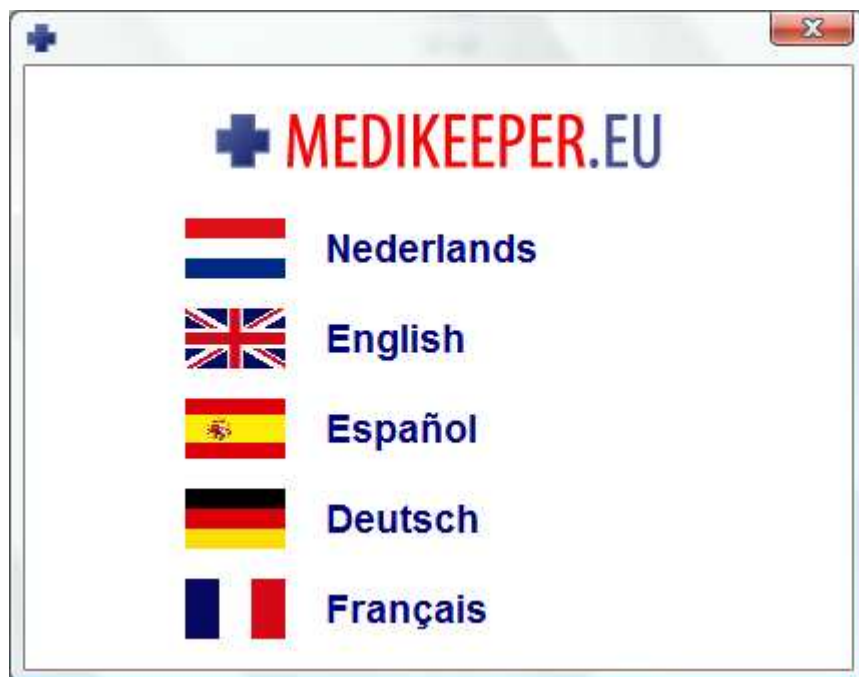 MEDIKEEPER.EU
Nederlands
English
Español
Deutsch
Français